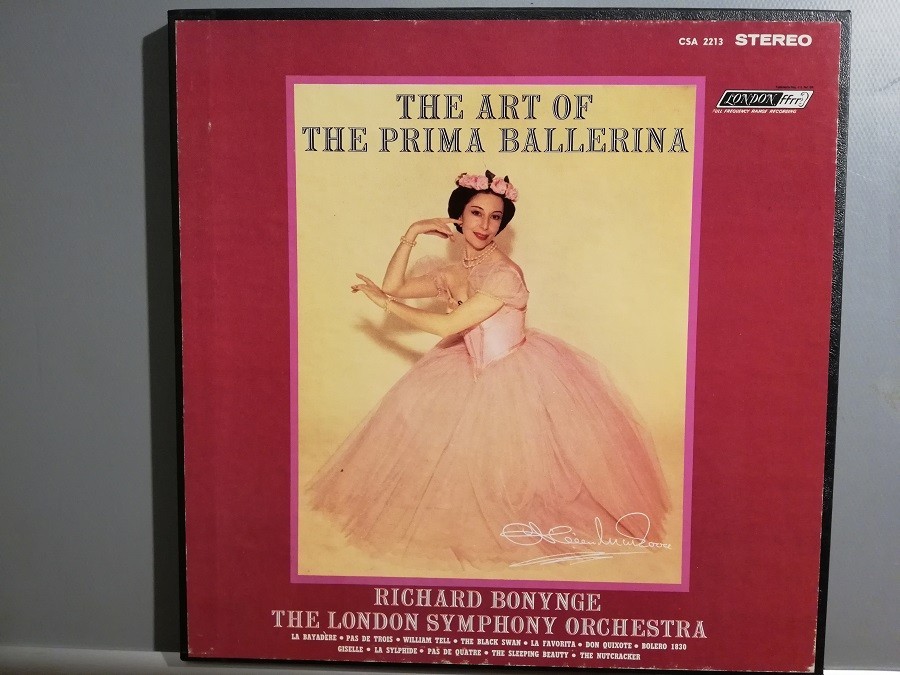 CSA 2213 STEREO
LONDON ffrr
FULL FREQUENCY RANGE RECORDING
THE ART OF
THE PRIMA BALLERINA
RICHARD BONYNGE
THE LONDON SYMPHONY ORCHESTRA
LA BAYADÈRE • PAS DE TROIS • WILLIAM TELL • THE BLACK SWAN • LA FAVORITA • DON QUIXOTE • BOLERO 1830
GISELLE • LA SYLPHIDE • PAS DE QUATRE • THE SLEEPING BEAUTY • THE NUTCRACKER